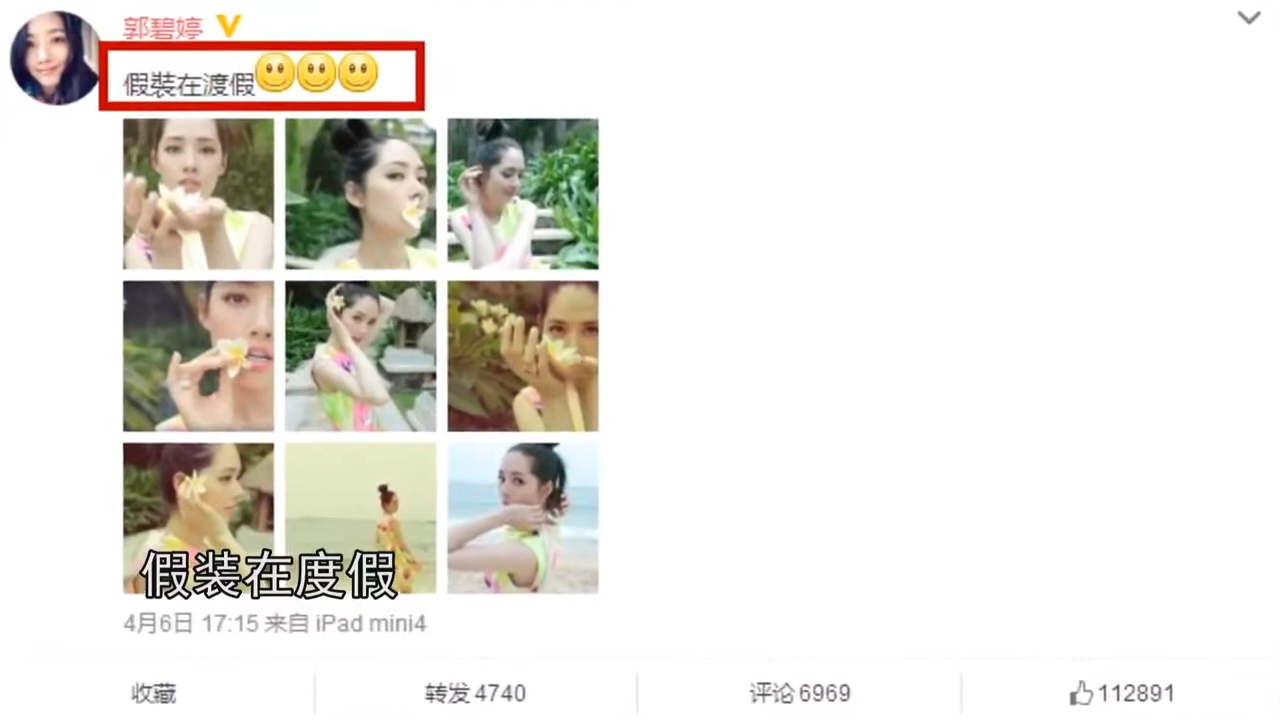 郭碧婷
假裝在渡假
假装在度假
4月6日 17:15 来自 iPad mini4
收藏
转发 4740
评论 6969
112891